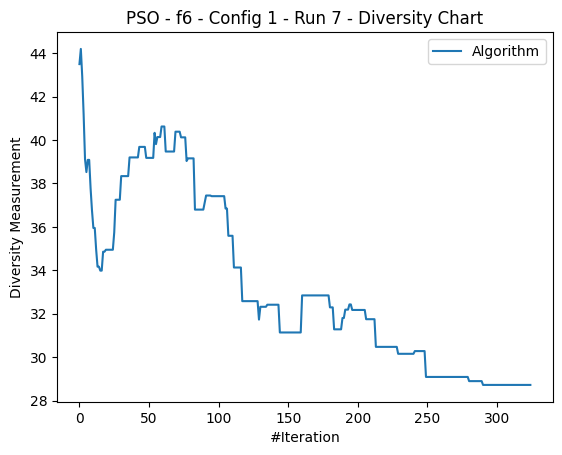 PSO - f6 - Config 1 - Run 7 - Diversity Chart
Algorithm
Diversity Measurement
44
42
40
38
36
34
32
30
28
0 50 100 150 200 250 300
#Iteration